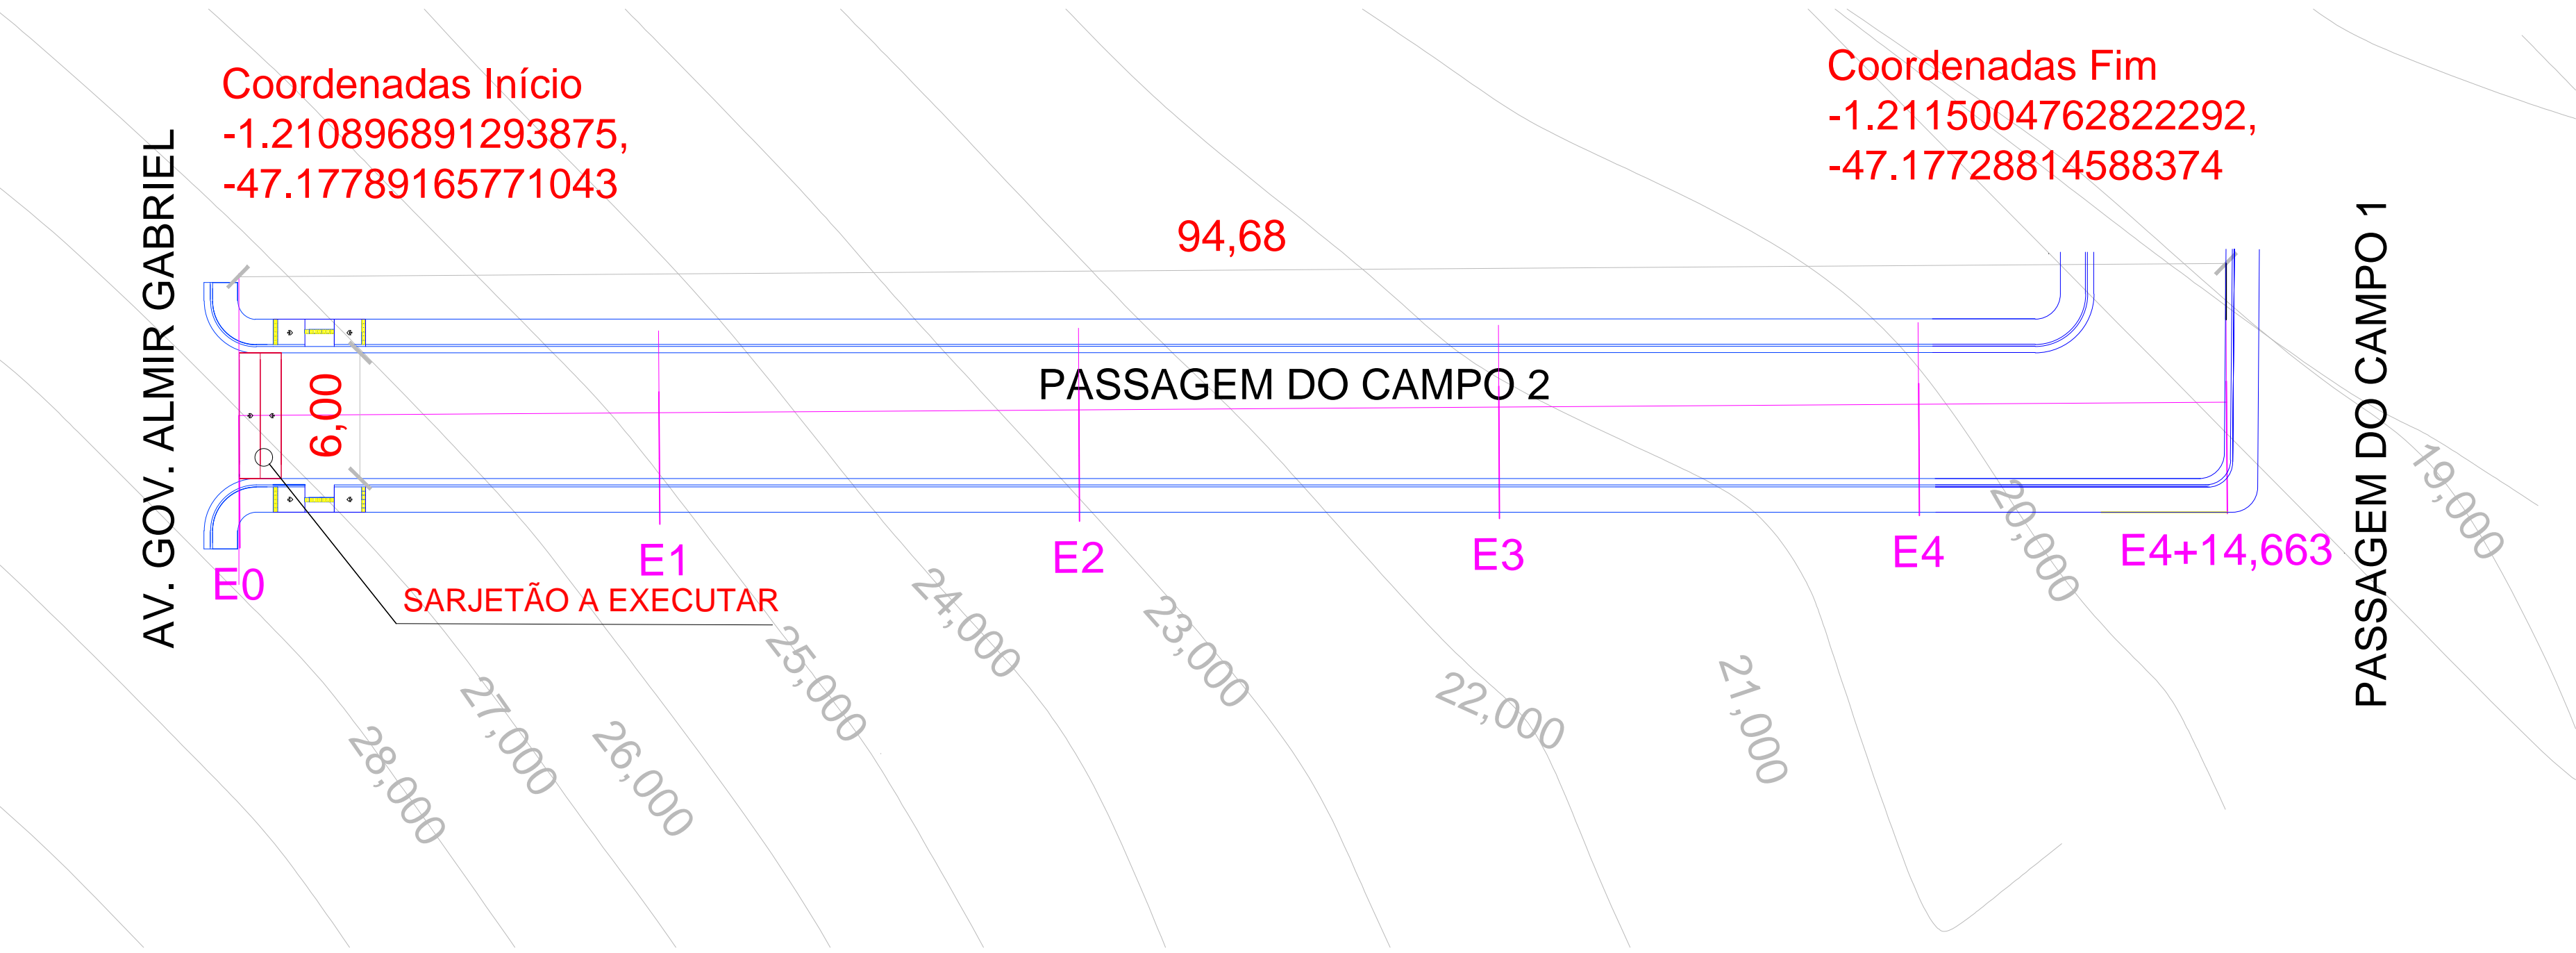 Coordenadas Início
-1.210896891293875,
-47.17789165771043
Coordenadas Fim
-1.2115004762822292,
-47.17728814588374
94,68
AV. GOV. ALMIR GABRIEL
6,00
PASSAGEM DO CAMPO 2
PASSAGEM DO CAMPO 1
E0
E1
E2
E3
E4
E4+14,663
SARJETÃO A EXECUTAR
28,000
27,000
26,000
25,000
24,000
23,000
22,000
21,000
20,000
19,000